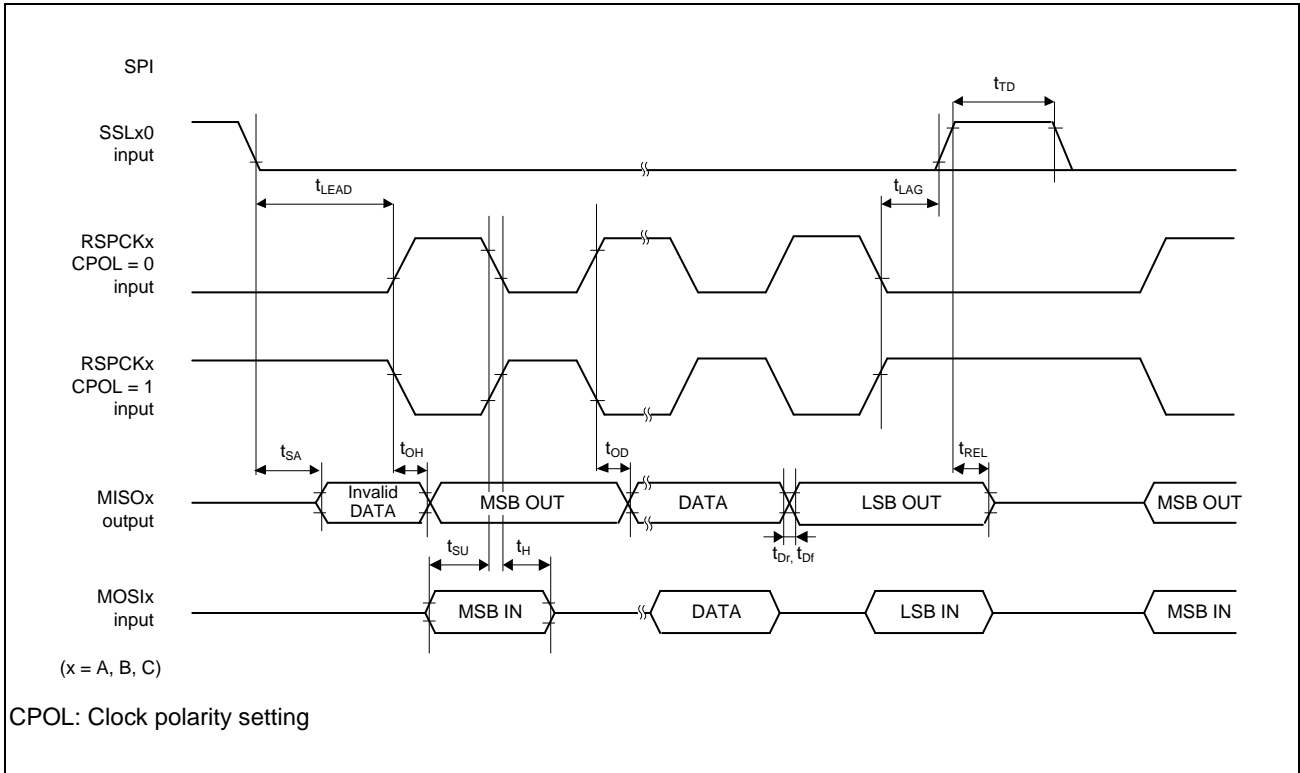 SPI
tTD
SSLx0
input
tLEAD
tLAG
RSPCKx
CPOL = 0
input
RSPCKx
CPOL = 1
input
tSA
tOH
tOD
tREL
MISOx
output
Invalid
DATA
MSB OUT
DATA
LSB OUT
MSB OUT
tSU
tH
tDr, tDf
MOSIx
input
MSB IN
DATA
LSB IN
MSB IN
(x = A, B, C)
CPOL: Clock polarity setting